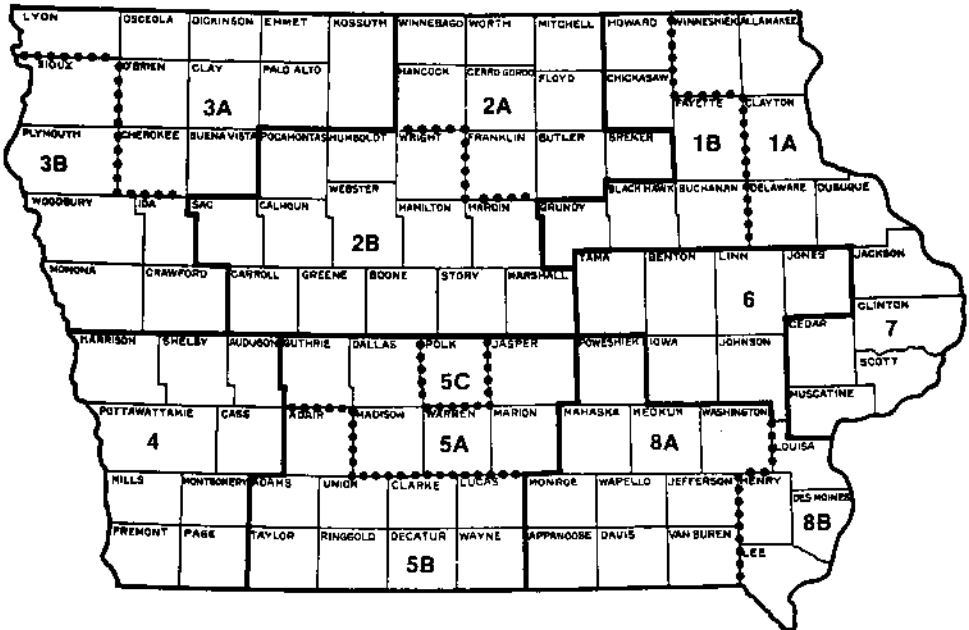 LYON OSCEOLA DICKINSON EMMET KOSSUTH WINNEBAGO WORTH MITCHELL HOWARD WINNESHIEK ALLAMAKEE
SIOUX O'BRIEN CLAY PALO ALTO HANCOCK CERRO GORDO FLOYD CHICKASAW FAYETTE CLAYTON
3A 2A 1B 1A
PLYMOUTH CHEROKEE BUENA VISTA POCAHONTAS HUMBOLDT WRIGHT FRANKLIN BUTLER BREMER
3B
WOODBURY IDA SAC CALHOUN WEBSTER HAMILTON HARDIN GRUNDY BLACK HAWK BUCHANAN DELAWARE DUBUQUE
2B
MONONA CRAWFORD CARROLL GREENE BOONE STORY MARSHALL TAMA BENTON LINN JONES JACKSON
6
CLINTON
7
CEDAR
HARRISON SHELBY AUDUBON GUTHRIE DALLAS POLK JASPER POWESHIEK IOWA JOHNSON SCOTT
5C
MUSCATINE
POTTAWATTAMIE CASS ADAIR MADISON WARREN MARION MAHASKA KEOKUK WASHINGTON
4 5A 8A
LOUISA
MILLS MONTGOMERY ADAMS UNION CLARKE LUCAS MONROE WAPELLO JEFFERSON HENRY
DES MOINES
8B
FREMONT PAGE TAYLOR RINGGOLD DECATUR WAYNE APPANOOSE DAVIS VAN BUREN LEE
5B